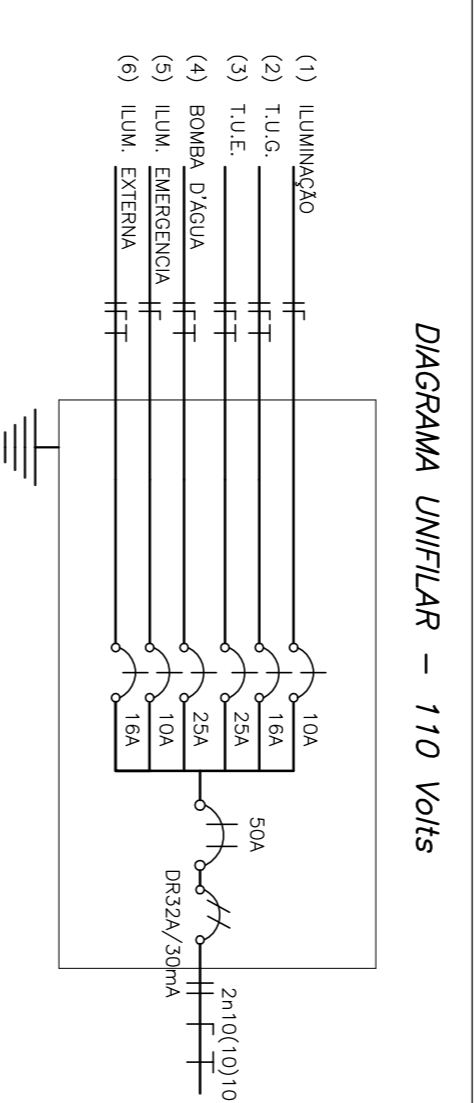 DIAGRAMA UNIFILAR – 110 Volts
(1) ILUMINAÇÃO
10A
(2) T.U.G.
16A
(3) T.U.E.
25A
(4) BOMBA D'ÁGUA
25A
(5) ILUM. EMERGENCIA
10A
(6) ILUM. EXTERNA
16A
50A
DR32A/30mA
2n10(10)10